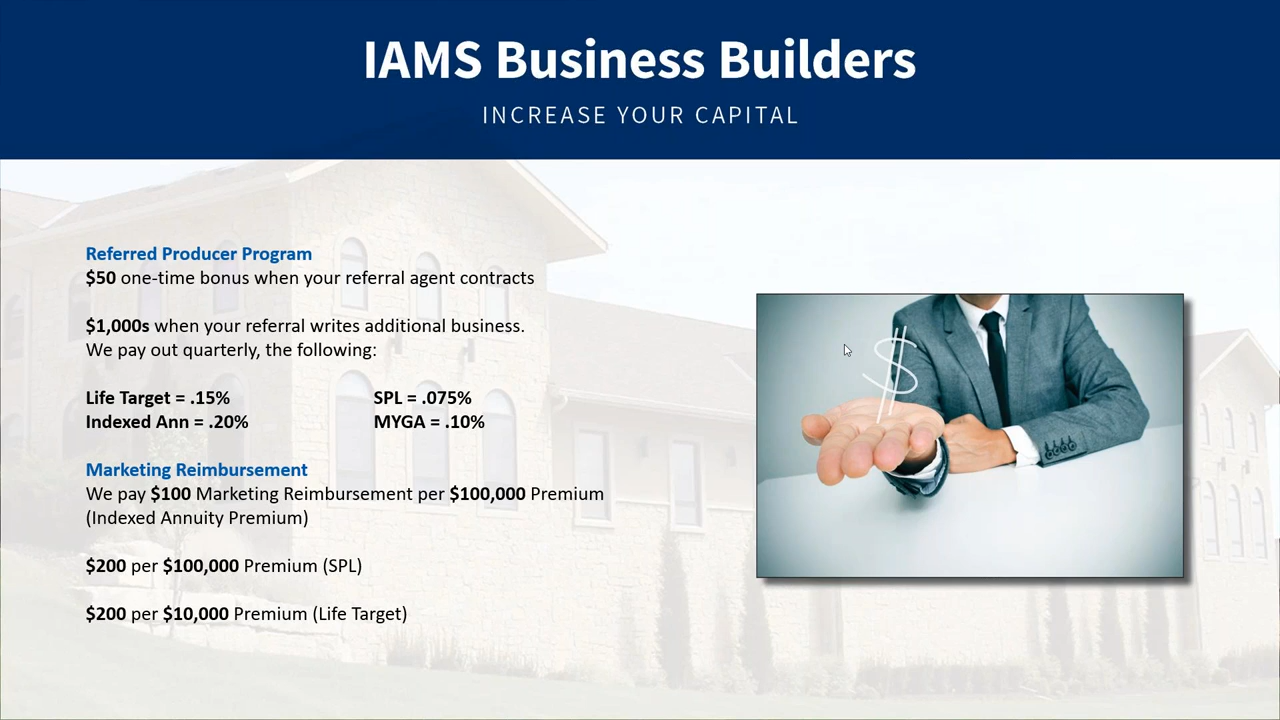 IAMS Business Builders
INCREASE YOUR CAPITAL
Referred Producer Program
$50 one-time bonus when your referral agent contracts
$1,000s when your referral writes additional business.
We pay out quarterly, the following:
Life Target = .15% SPL = .075%
Indexed Ann = .20% MYGA = .10%
Marketing Reimbursement
We pay $100 Marketing Reimbursement per $100,000 Premium
(Indexed Annuity Premium)
$200 per $100,000 Premium (SPL)
$200 per $10,000 Premium (Life Target)
$